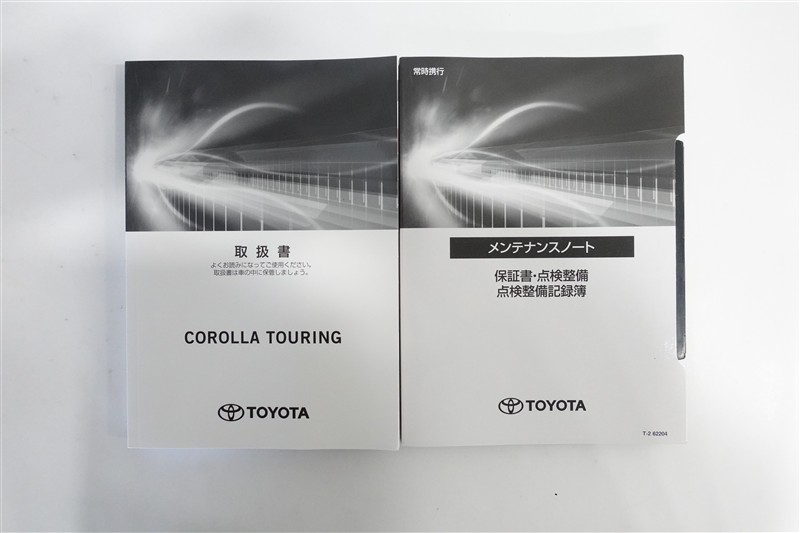 取扱書
よくお読みになってご使用ください。
取扱書は車の中に保管しましょう。
COROLLA TOURING
TOYOTA
常時携行
メンテナンスノート
保証書・点検整備
点検整備記録簿
TOYOTA
T-2 62204